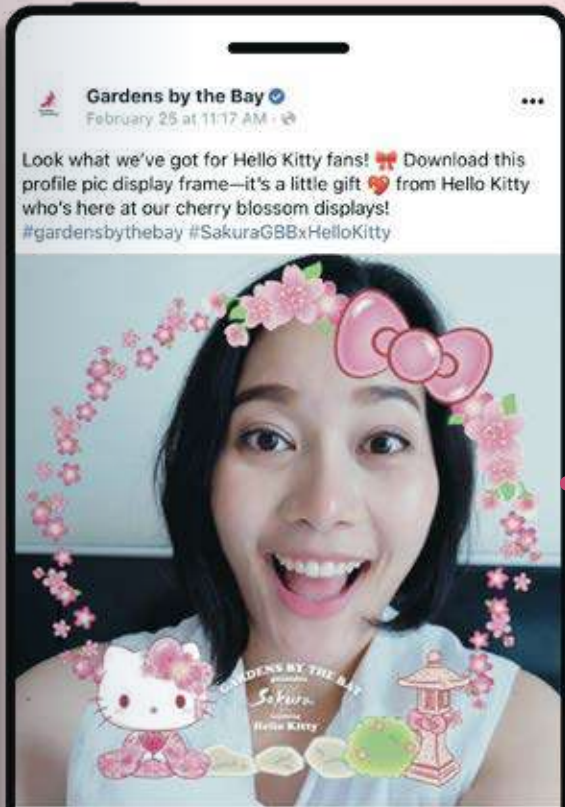 Gardens by the Bay
February 25 at 11:17 AM ·
Look what we've got for Hello Kitty fans! 🎀 Download this
profile pic display frame—it's a little gift 💖 from Hello Kitty
who's here at our cherry blossom displays!
#gardensbythebay #SakuraGBBxHelloKitty
GARDENS BY THE BAY
Sakura
Hello Kitty